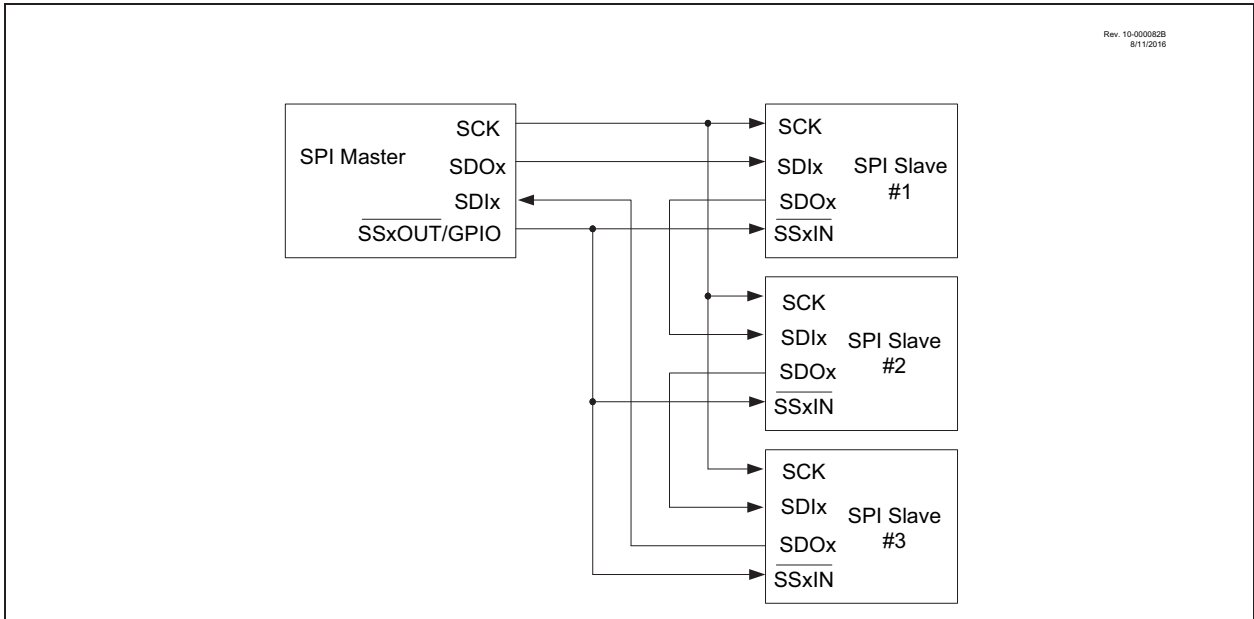 Rev. 10-000082B
8/11/2016
SPI Master
SCK
SDOx
SDIx
SSxOUT/GPIO
SCK
SDIx
SDOx
SSxIN
SPI Slave
#1
SCK
SDIx
SDOx
SSxIN
SPI Slave
#2
SCK
SDIx
SDOx
SSxIN
SPI Slave
#3